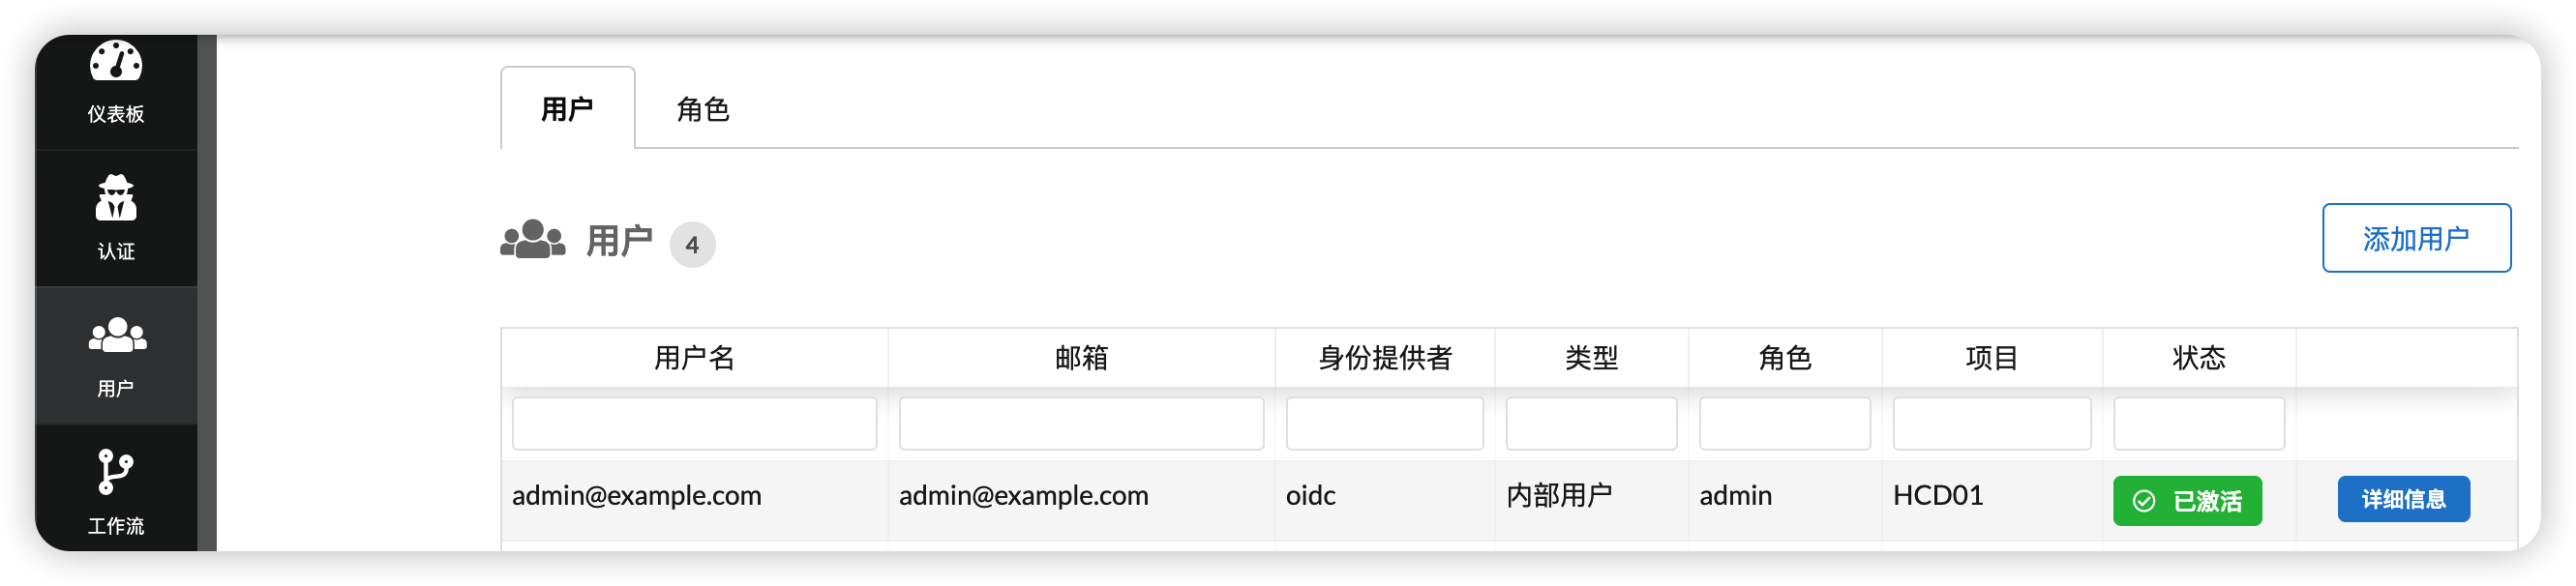 仪表板
认证
用户
工作流
用户 角色
用户 4
添加用户
用户名 邮箱 身份提供者 类型 角色 项目 状态
admin@example.com admin@example.com oidc 内部用户 admin HCD01 已激活 详细信息